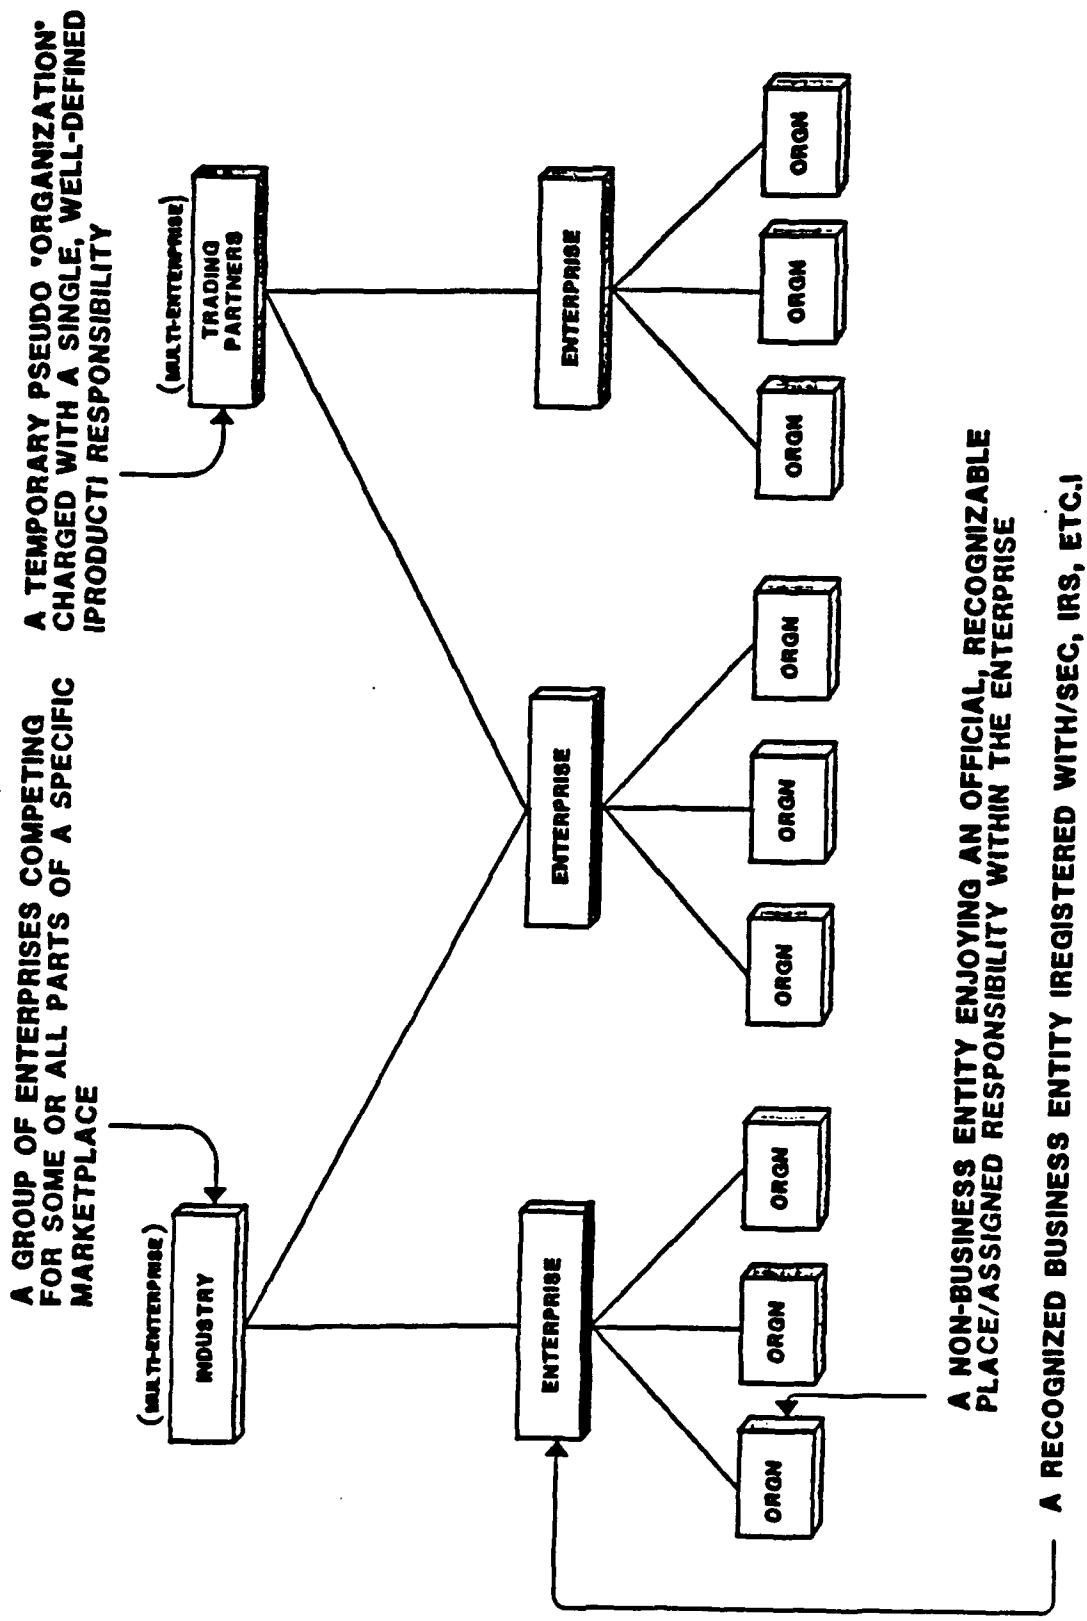 A GROUP OF ENTERPRISES COMPETING
FOR SOME OR ALL PARTS OF A SPECIFIC
MARKETPLACE
A TEMPORARY PSEUDO "ORGANIZATION"
CHARGED WITH A SINGLE, WELL-DEFINED
(PRODUCT) RESPONSIBILITY
(MULTI-ENTERPRISE)
INDUSTRY
(MULTI-ENTERPRISE)
TRADING
PARTNERS
ENTERPRISE
ENTERPRISE
ENTERPRISE
ORGN
ORGN
ORGN
ORGN
ORGN
ORGN
ORGN
ORGN
ORGN
A NON-BUSINESS ENTITY ENJOYING AN OFFICIAL, RECOGNIZABLE
PLACE/ASSIGNED RESPONSIBILITY WITHIN THE ENTERPRISE
A RECOGNIZED BUSINESS ENTITY (REGISTERED WITH/SEC, IRS, ETC.)